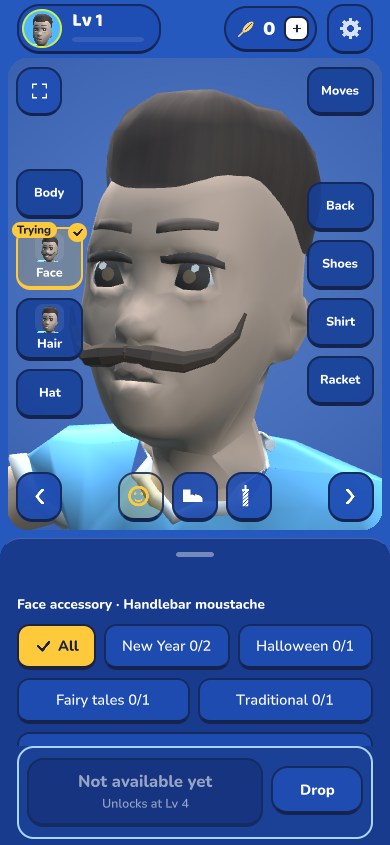 Lv 1
0
+
Moves
Body
Back
Trying
Face
Shoes
Hair
Shirt
Hat
Racket
Face accessory · Handlebar moustache
All
New Year 0/2
Halloween 0/1
Fairy tales 0/1
Traditional 0/1
Not available yet
Unlocks at Lv 4
Drop